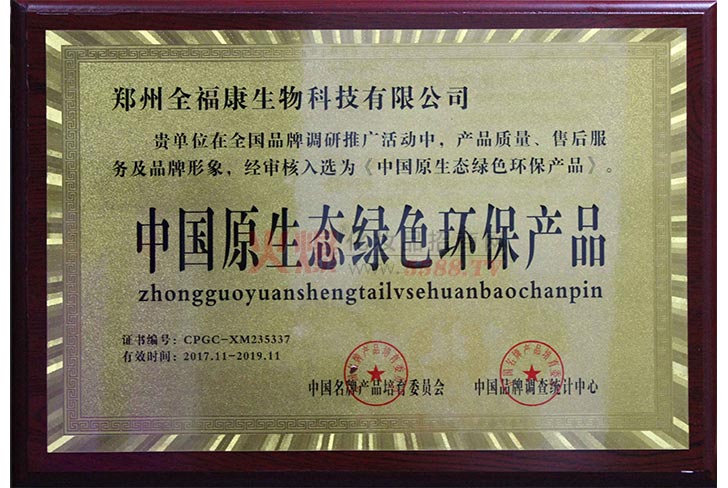 郑州全福康生物科技有限公司
贵单位在全国品牌调研推广活动中，产品质量、售后服
务及品牌形象，经审核入选为《中国原生态绿色环保产品》。
中国原生态绿色环保产品
zhongguoyuanshengtailvsehuanbaochanpin
证书编号：CPGC-XM235337
有效时间：2017.11-2019.11
中国名牌产品培育委员会
中国品牌调查统计中心